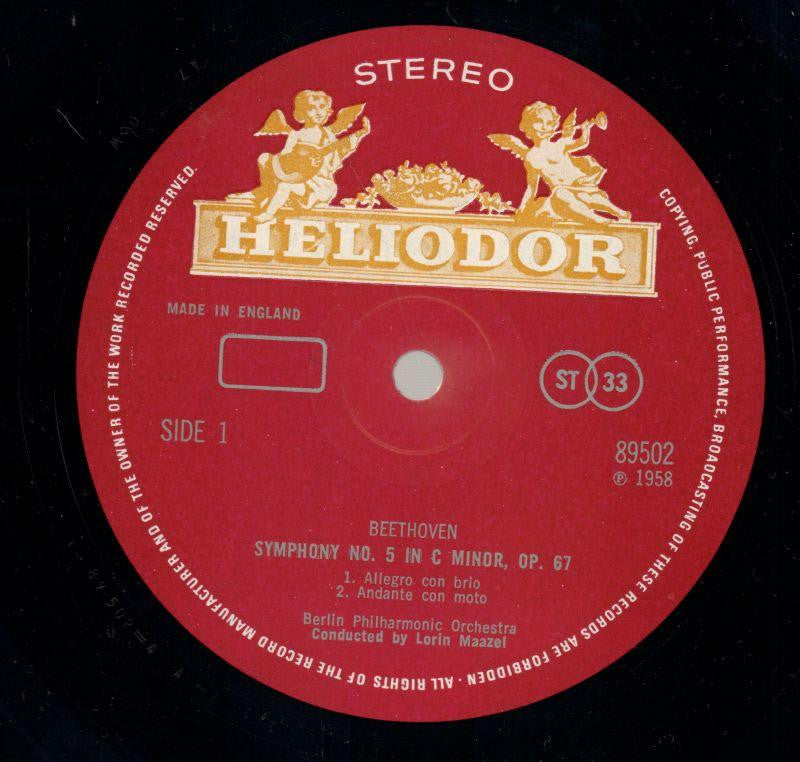 STEREO
HELIODOR
MADE IN ENGLAND
ST 33
SIDE 1
89502
℗ 1958
BEETHOVEN
SYMPHONY NO. 5 IN C MINOR, OP. 67
1. Allegro con brio
2. Andante con moto
Berlin Philharmonic Orchestra
Conducted by Lorin Maazel
ALL RIGHTS OF THE RECORD MANUFACTURER AND OF THE OWNER OF THE WORK RECORDED RESERVED.
COPYING, PUBLIC PERFORMANCE, BROADCASTING OF THESE RECORDS ARE FORBIDDEN ·